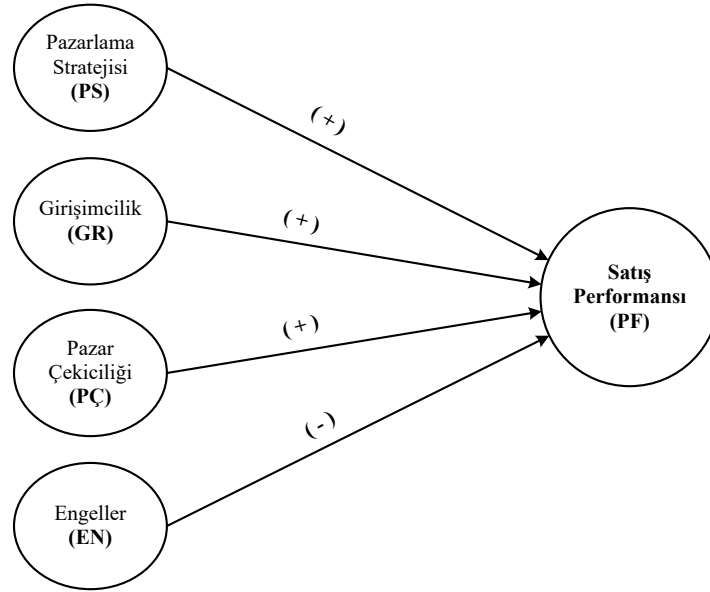 Pazarlama
Stratejisi
(PS)
(+)
Girişimcilik
(GR)
(+)
Satış
Performansı
(PF)
Pazar
Çekiciliği
(PÇ)
(+)
(-)
Engeller
(EN)